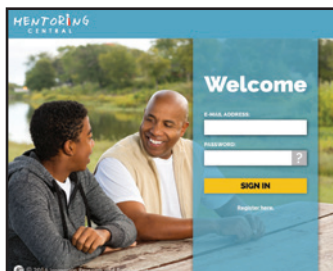 MENTORING
CENTRAL
Welcome
E-MAIL ADDRESS:
PASSWORD:
?
SIGN IN
Register here.